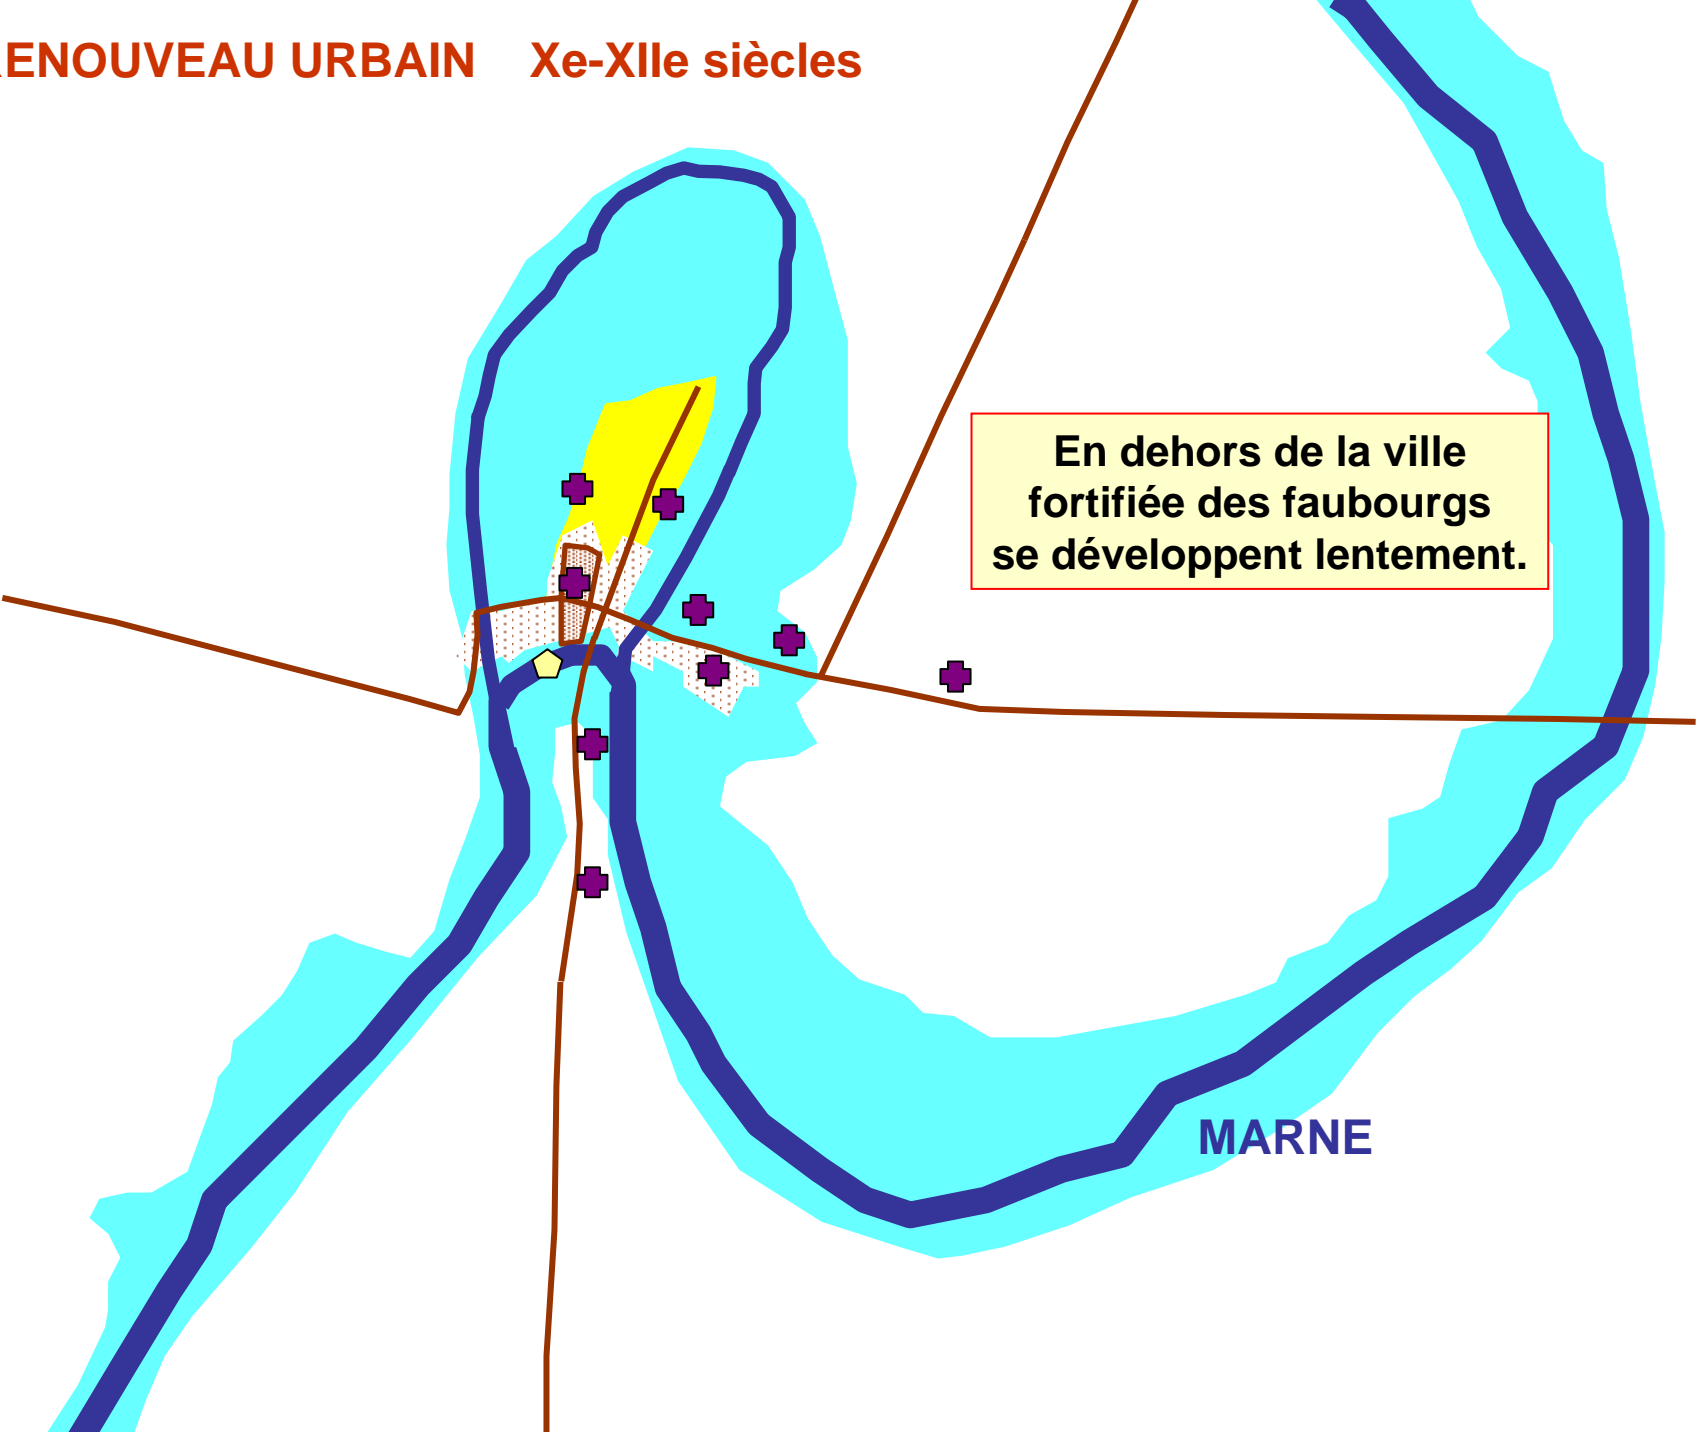 ENOUVEAU URBAIN Xe-XIIe siècles
En dehors de la ville
fortifiée des faubourgs
se développent lentement.
MARNE